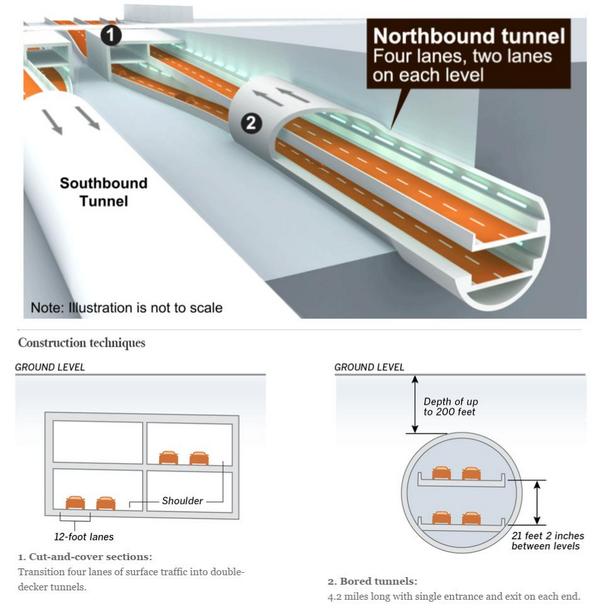 1
Northbound tunnel
Four lanes, two lanes
on each level
2
Southbound
Tunnel
Note: Illustration is not to scale
Construction techniques
GROUND LEVEL
Shoulder
12-foot lanes
1. Cut-and-cover sections:
Transition four lanes of surface traffic into double-
decker tunnels.
GROUND LEVEL
Depth of up
to 200 feet
21 feet 2 inches
between levels
2. Bored tunnels:
4.2 miles long with single entrance and exit on each end.